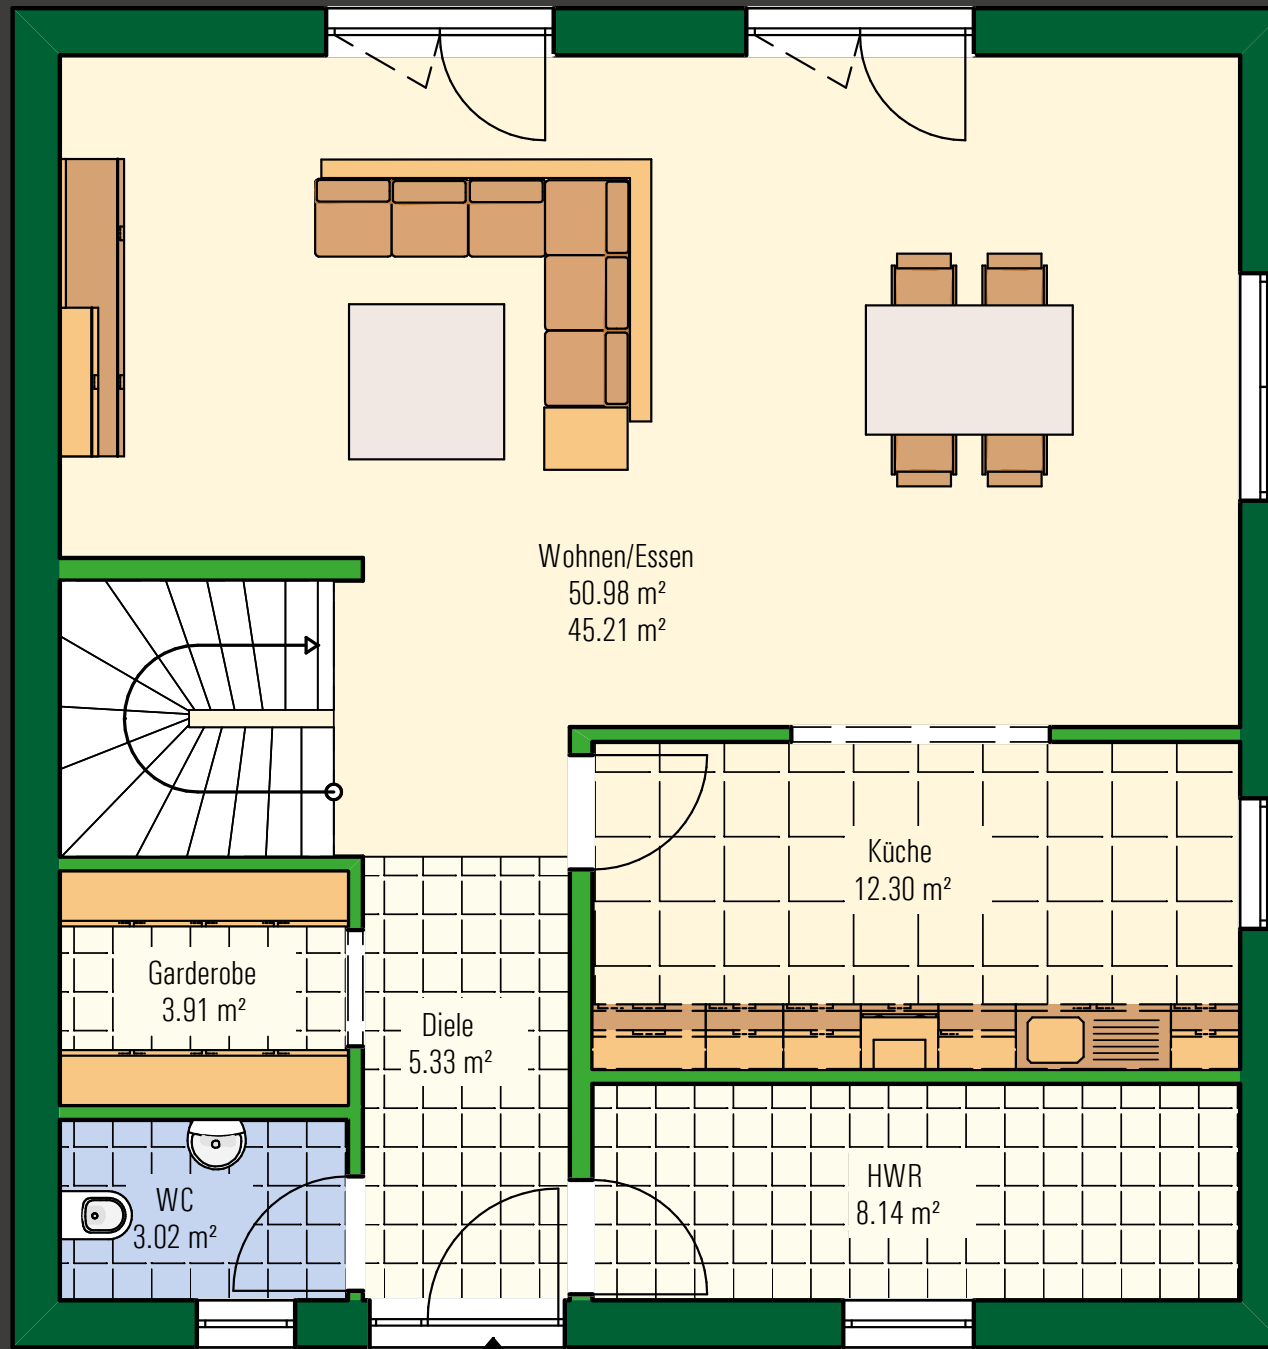 Wohnen/Essen
50.98 m²
45.21 m²
Küche
12.30 m²
Garderobe
3.91 m²
Diele
5.33 m²
WC
3.02 m²
HWR
8.14 m²